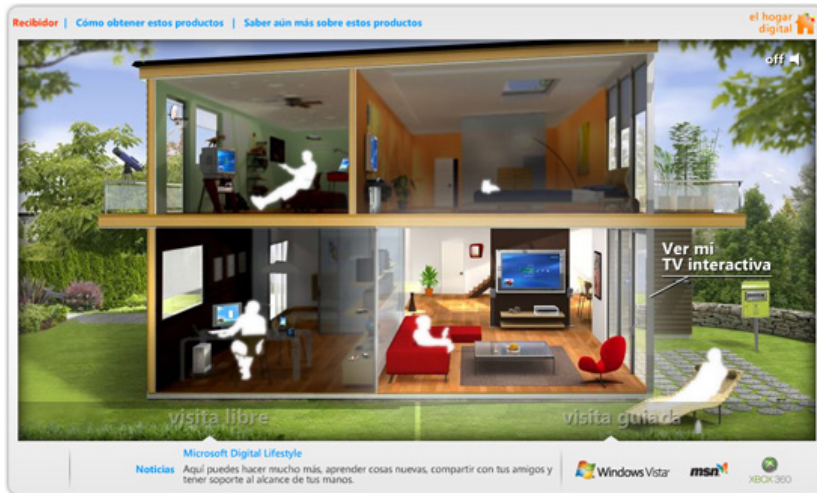 Recibidor | Cómo obtener estos productos | Saber aún más sobre estos productos
el hogar
digital
off
Ver mi
TV interactiva
visita libre
visita guiada
Microsoft Digital Lifestyle
Noticias Aquí puedes hacer mucho más, aprender cosas nuevas, compartir con tus amigos y
tener soporte al alcance de tus manos.
Windows Vista
msn
XBOX 360